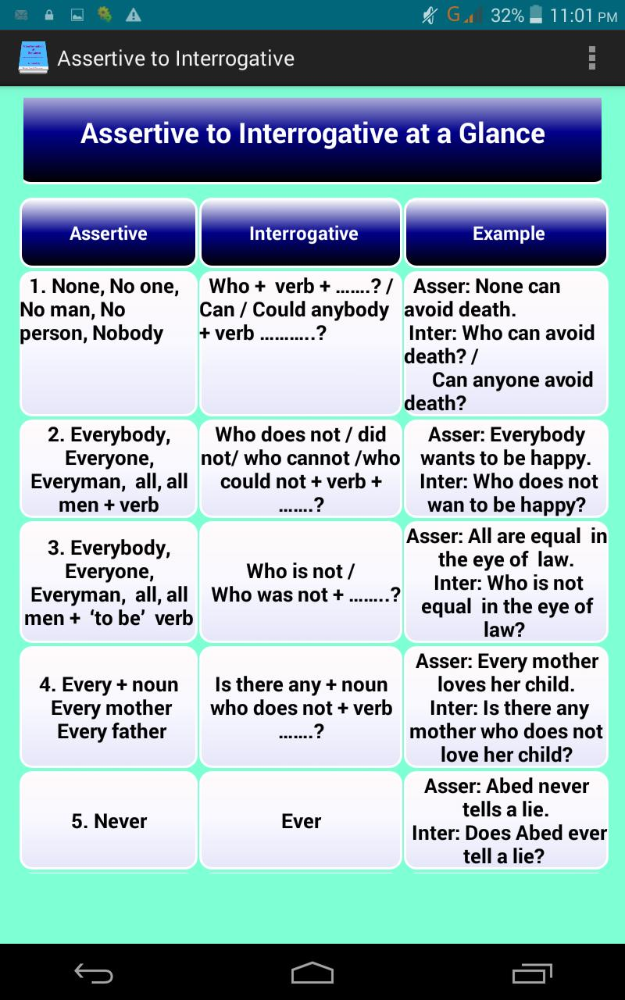 32% 11:01 PM
Assertive to Interrogative
Assertive to Interrogative at a Glance
Assertive
Interrogative
Example
1. None, No one,
No man, No
person, Nobody
Who +  verb + …….? /
Can / Could anybody
+ verb ………..?
Asser: None can
avoid death.
Inter: Who can avoid
death? /
Can anyone avoid
death?
2. Everybody,
Everyone,
Everyman,  all, all
men + verb
Who does not / did
not/ who cannot /who
could not + verb +
…….?
Asser: Everybody
wants to be happy.
Inter: Who does not
wan to be happy?
3. Everybody,
Everyone,
Everyman,  all, all
men +  ‘to be’  verb
Who is not /
Who was not + ……..?
Asser: All are equal  in
the eye of  law.
Inter: Who is not
equal  in the eye of
law?
4. Every + noun
Every mother
Every father
Is there any + noun
who does not + verb
…….?
Asser: Every mother
loves her child.
Inter: Is there any
mother who does not
love her child?
5. Never
Ever
Asser: Abed never
tells a lie.
Inter: Does Abed ever
tell a lie?